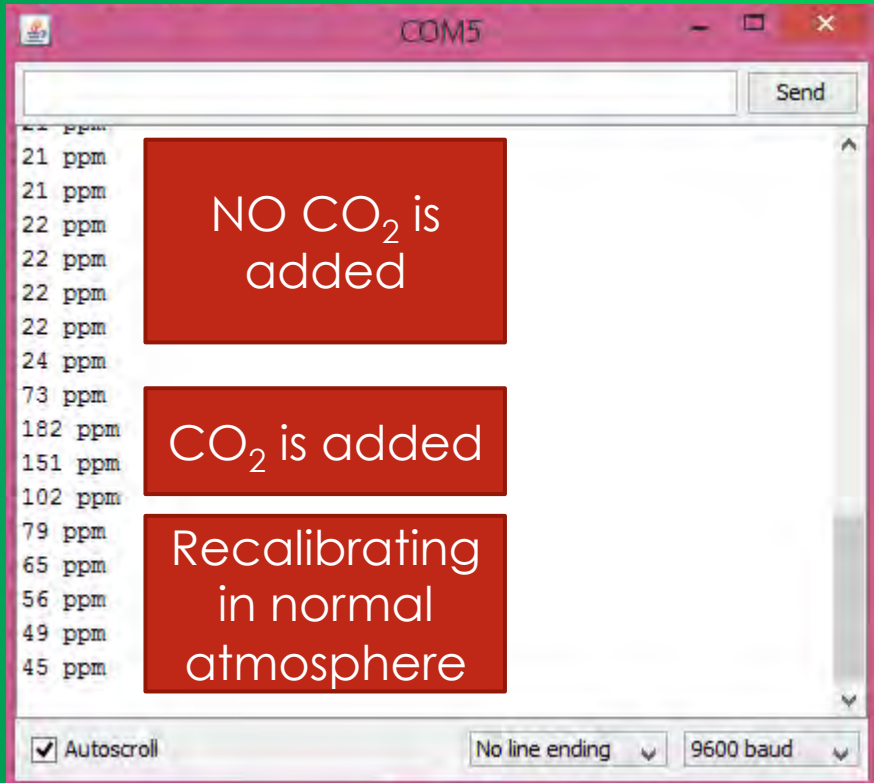 COM5
Send
21 ppm
21 ppm
21 ppm
22 ppm
22 ppm
22 ppm
22 ppm
24 ppm
73 ppm
182 ppm
151 ppm
102 ppm
79 ppm
65 ppm
56 ppm
49 ppm
45 ppm
NO CO₂ is
added
CO₂ is added
Recalibrating
in normal
atmosphere
Autoscroll
No line ending
9600 baud